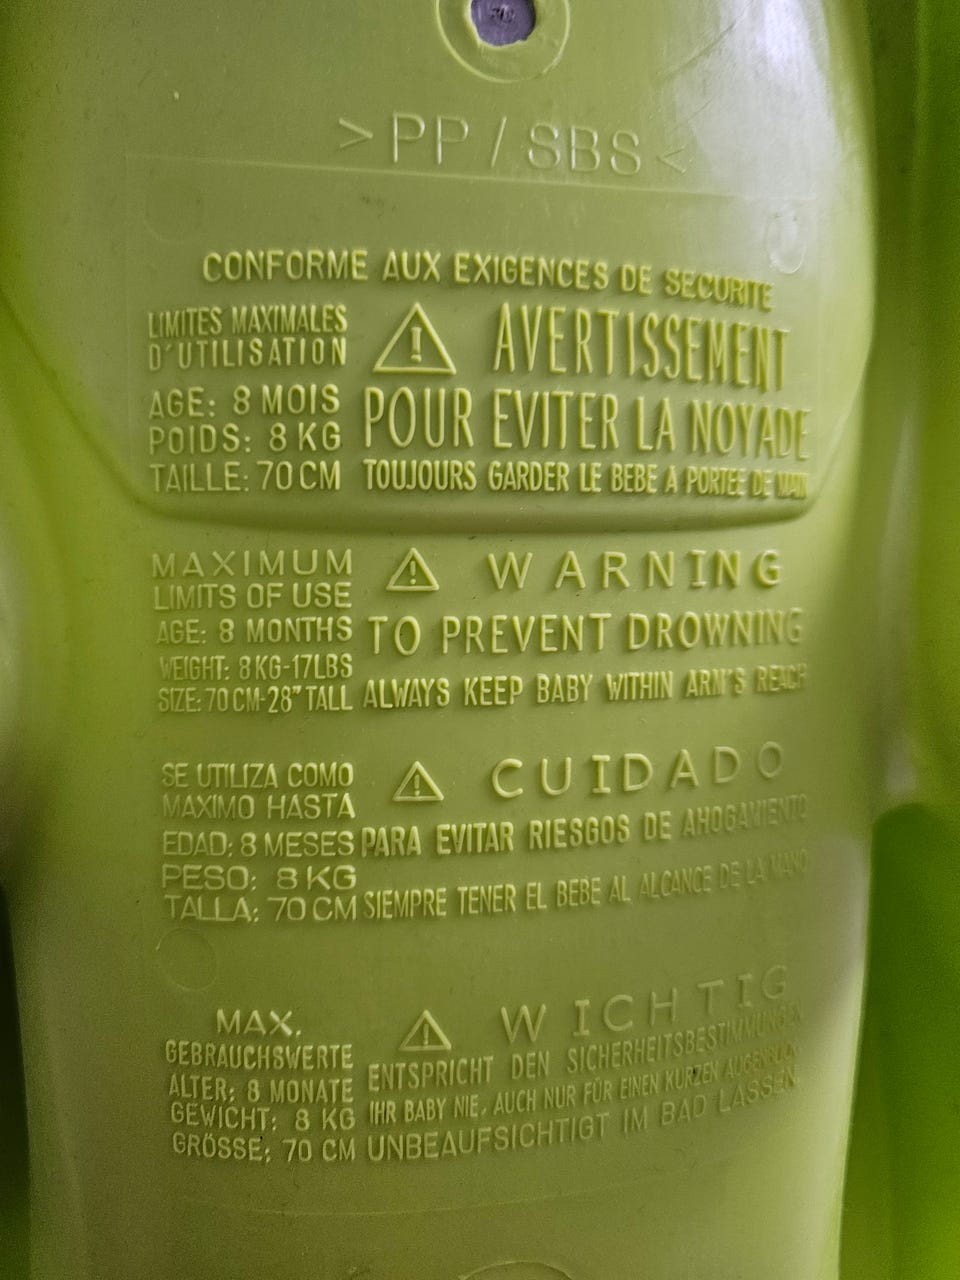 >PP/SBS<
CONFORME AUX EXIGENCES DE SECURITE
LIMITES MAXIMALES
D'UTILISATION
AGE: 8 MOIS
POIDS: 8 KG
TAILLE: 70 CM
AVERTISSEMENT
POUR EVITER LA NOYADE
TOUJOURS GARDER LE BEBE A PORTEE DE MAIN
MAXIMUM
LIMITS OF USE
AGE: 8 MONTHS
WEIGHT: 8 KG-17LBS
SIZE: 70 CM-28" TALL
WARNING
TO PREVENT DROWNING
ALWAYS KEEP BABY WITHIN ARM'S REACH
SE UTILIZA COMO
MAXIMO HASTA
EDAD: 8 MESES
PESO: 8 KG
TALLA: 70 CM
CUIDADO
PARA EVITAR RIESGOS DE AHOGAMIENTO
SIEMPRE TENER EL BEBE AL ALCANCE DE LA MANO
MAX.
GEBRAUCHSWERTE
ALTER: 8 MONATE
GEWICHT: 8 KG
GRÖSSE: 70 CM
WICHTIG
ENTSPRICHT DEN SICHERHEITSBESTIMMUNGEN
IHR BABY NIE, AUCH NUR FÜR EINEN KURZEN AUGENBLICK
UNBEAUFSICHTIGT IM BAD LASSEN.